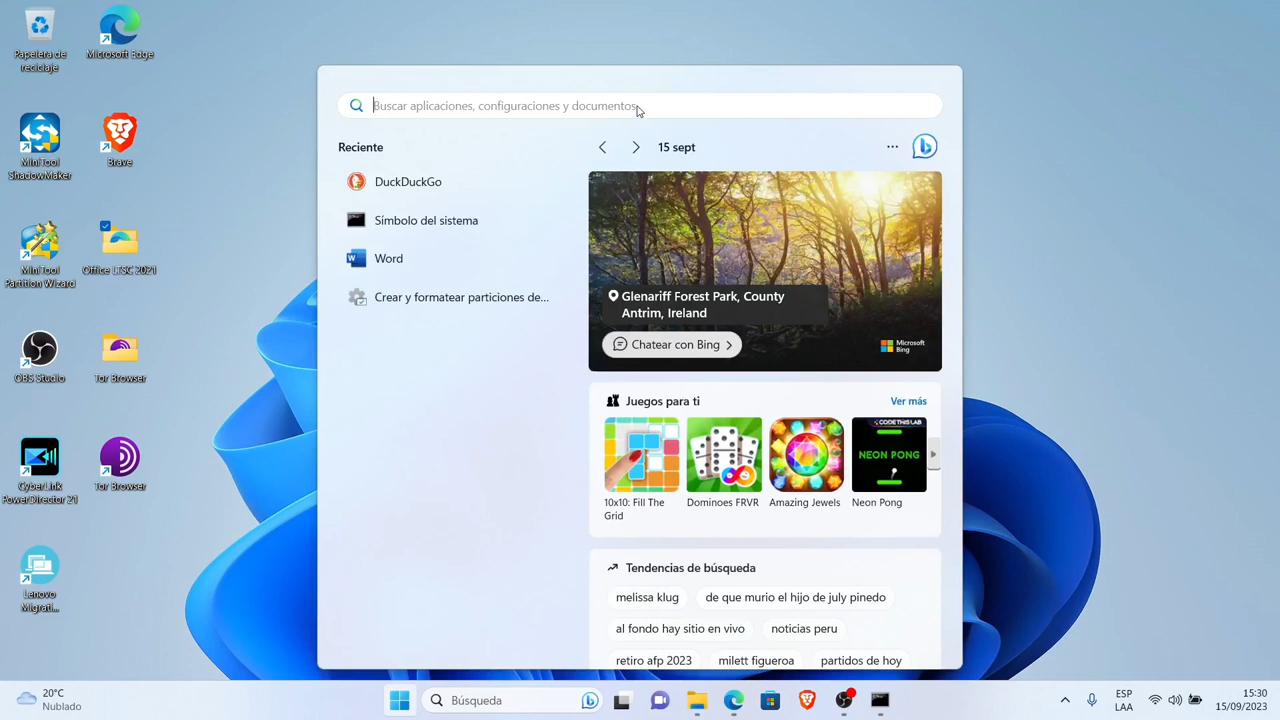 Papelera de
reciclaje
Microsoft Edge
MiniTool
ShadowMaker
Brave
MiniTool
Partition Wizard
Office LTSC 2021
OBS Studio
Tor Browser
CyberLink
PowerDirector 21
Tor Browser
Lenovo
Migrati...
Buscar aplicaciones, configuraciones y documentos
Reciente
DuckDuckGo
Símbolo del sistema
Word
Crear y formatear particiones de...
15 sept
Glenariff Forest Park, County
Antrim, Ireland
Chatear con Bing
Microsoft
Bing
Juegos para ti
Ver más
CODE THIS LAB
NEON PONG
10x10: Fill The
Grid
Dominoes FRVR
Amazing Jewels
Neon Pong
Tendencias de búsqueda
melissa klug
de que murio el hijo de july pinedo
al fondo hay sitio en vivo
noticias peru
retiro afp 2023
milett figueroa
partidos de hoy
20°C
Nublado
Búsqueda
ESP
LAA
15:30
15/09/2023